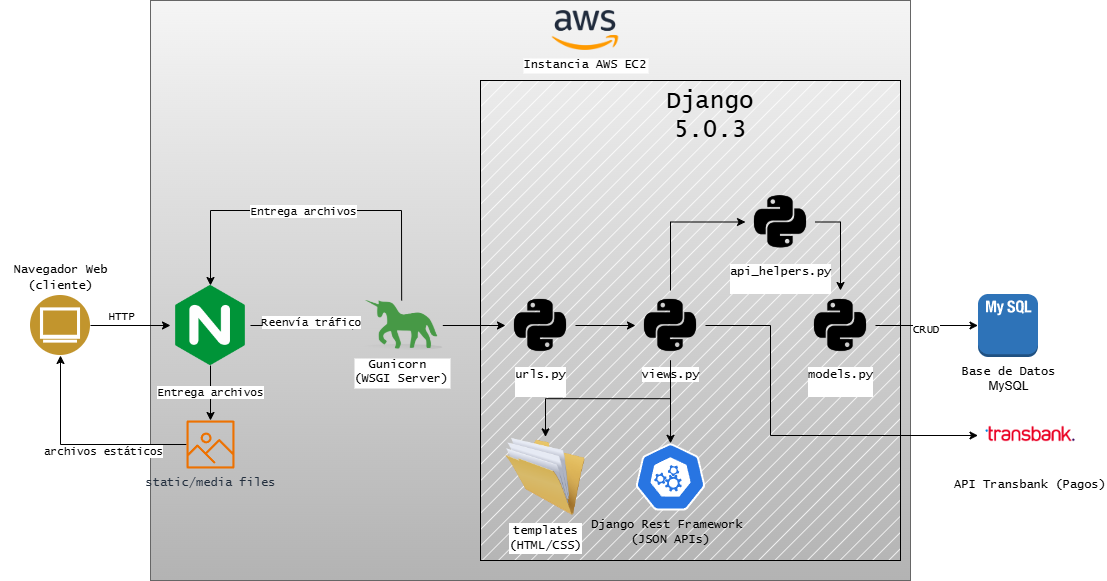 aws
Instancia AWS EC2
Django
5.0.3
Entrega archivos
api_helpers.py
Navegador Web
(cliente)
HTTP
N
Reenvía tráfico
Gunicorn
(WSGI Server)
urls.py
views.py
models.py
CRUD
My SQL
Base de Datos
MySQL
Entrega archivos
archivos estáticos
static/media files
transbank.
API Transbank (Pagos)
templates
(HTML/CSS)
Django Rest Framework
(JSON APIs)